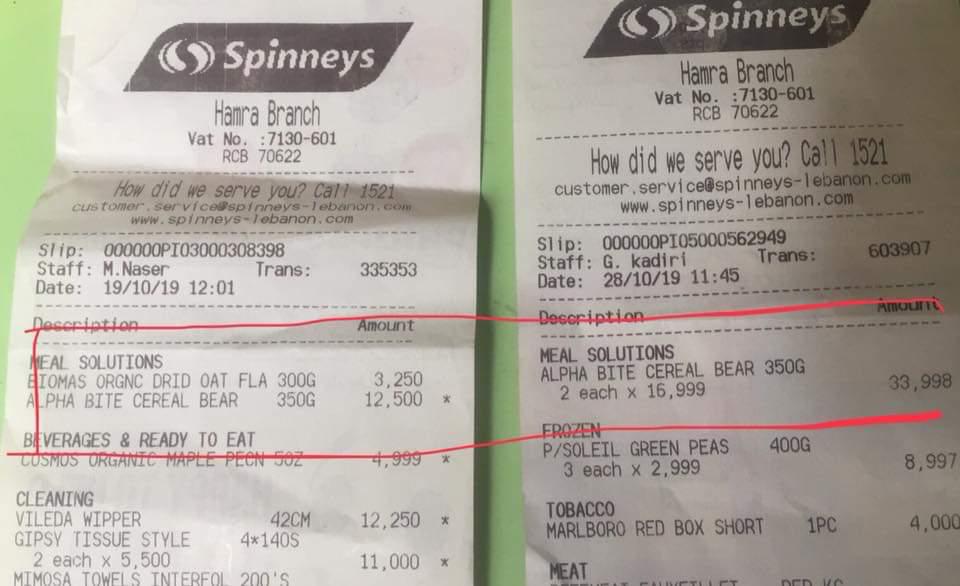 Spinneys
Hamra Branch
Vat No. :7130-601
RCB 70622
How did we serve you? Call 1521
customer.service@spinneys-lebanon.com
www.spinneys-lebanon.com
Slip: 000000PI03000308398
Staff: M.Naser Trans: 335353
Date: 19/10/19 12:01
Description Amount
MEAL SOLUTIONS
BIOMAS ORGNC DRID OAT FLA 300G 3,250
ALPHA BITE CEREAL BEAR 350G 12,500 *
BEVERAGES & READY TO EAT
COSMOS ORGANIC MAPLE PECN 5OZ 4,999 *
CLEANING
VILEDA WIPPER 42CM 12,250 *
GIPSY TISSUE STYLE 4*140S
2 each x 5,500 11,000 *
MIMOSA TOWELS INTERFOL 200'S
Spinneys
Hamra Branch
Vat No. :7130-601
RCB 70622
How did we serve you? Call 1521
customer.service@spinneys-lebanon.com
www.spinneys-lebanon.com
Slip: 000000PI05000562949
Staff: G. kadiri Trans: 603907
Date: 28/10/19 11:45
Description Amount
MEAL SOLUTIONS
ALPHA BITE CEREAL BEAR 350G
2 each x 16,999 33,998
FROZEN
P/SOLEIL GREEN PEAS 400G
3 each x 2,999 8,997
TOBACCO
MARLBORO RED BOX SHORT 1PC 4,000
MEAT